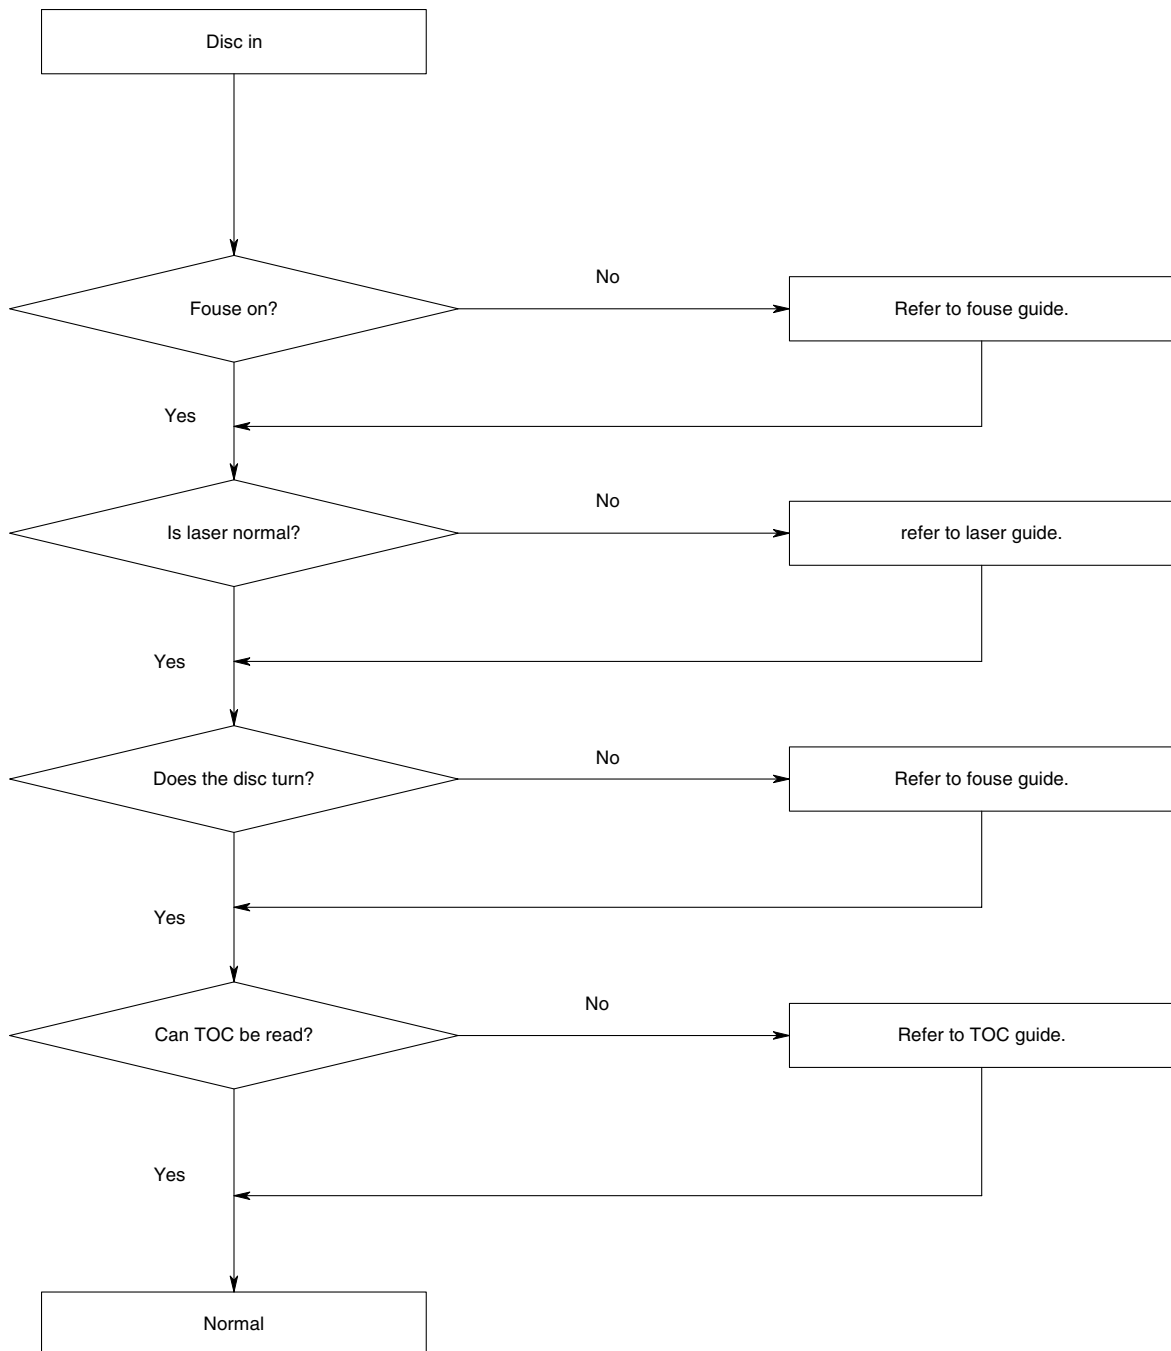 Disc in
Fouse on?
No
Refer to fouse guide.
Yes
Is laser normal?
No
refer to laser guide.
Yes
Does the disc turn?
No
Refer to fouse guide.
Yes
Can TOC be read?
No
Refer to TOC guide.
Yes
Normal